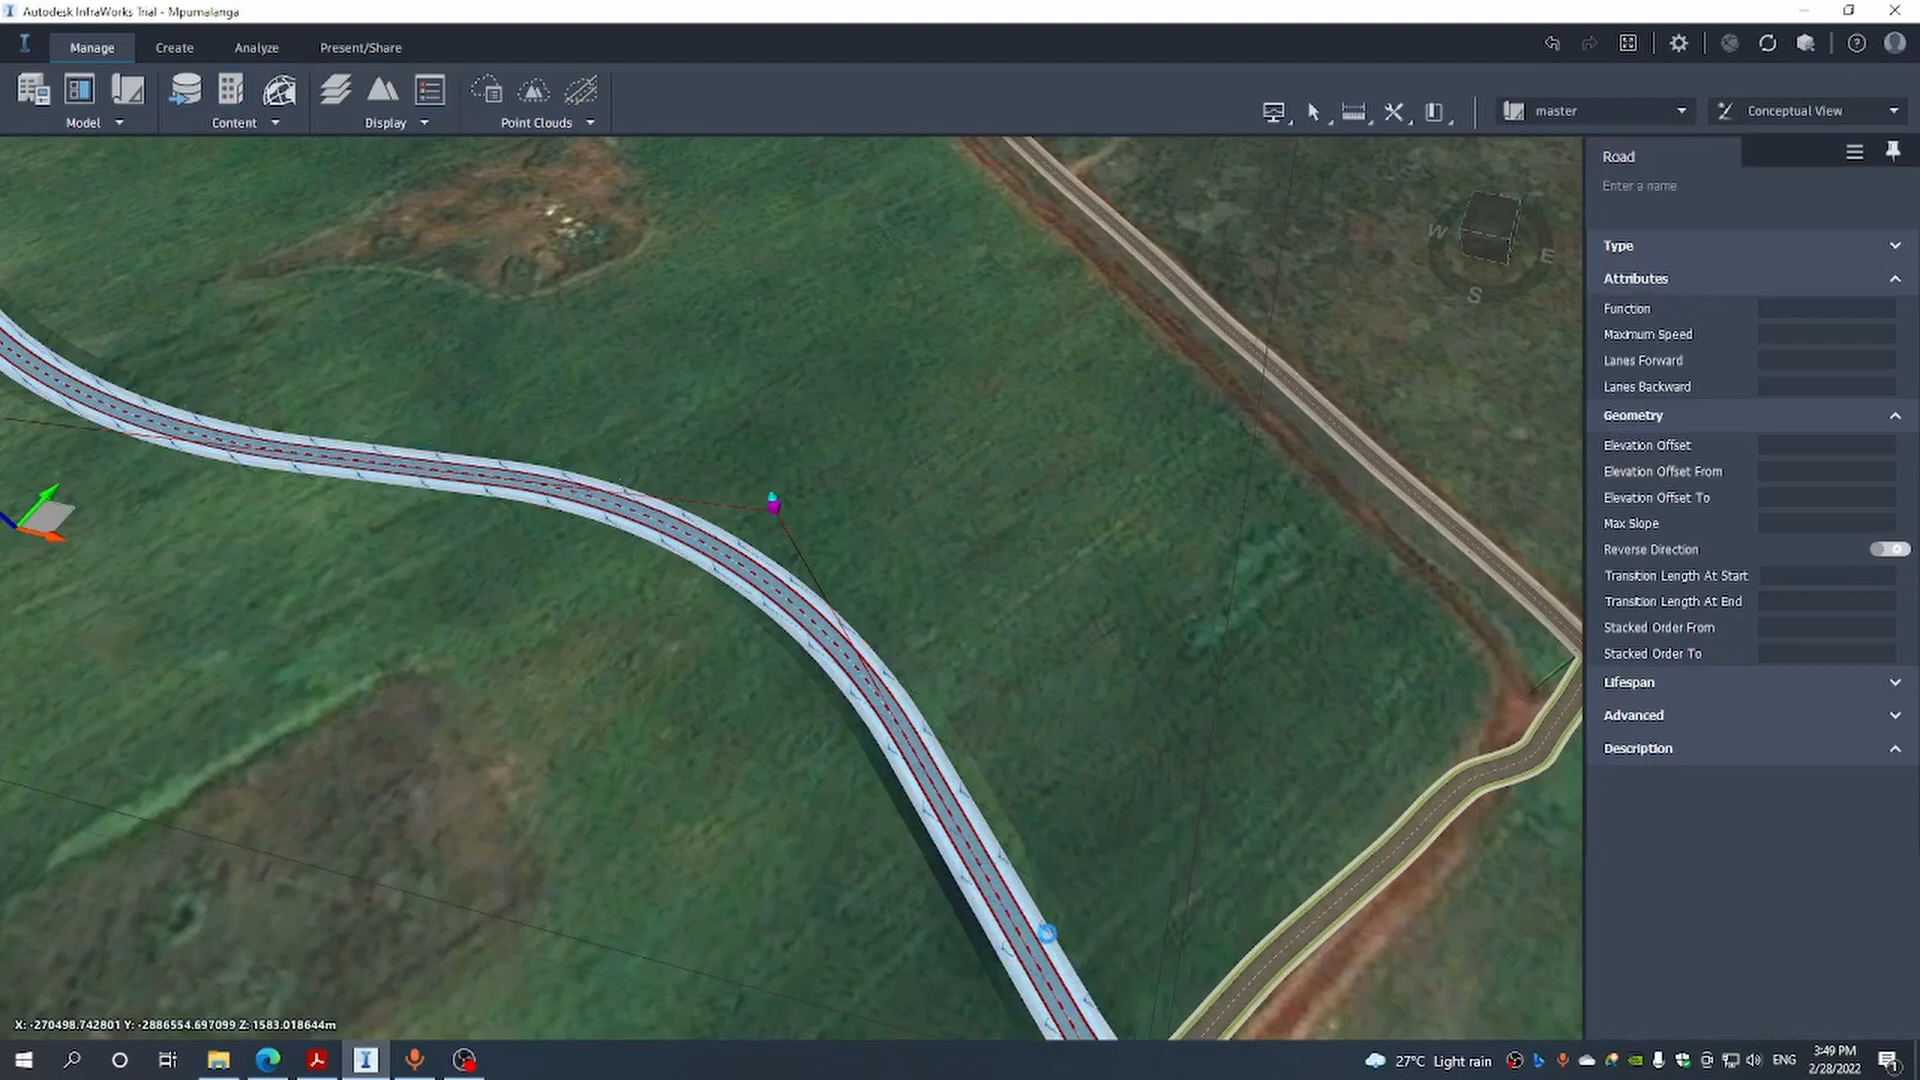 Autodesk InfraWorks Trial - Mpumalanga
Manage
Create
Analyze
Present/Share
Model
Content
Display
Point Clouds
master
Conceptual View
Road
Enter a name
W
E
S
Type
Attributes
Function
Maximum Speed
Lanes Forward
Lanes Backward
Geometry
Elevation Offset
Elevation Offset From
Elevation Offset To
Max Slope
Reverse Direction
Transition Length At Start
Transition Length At End
Stacked Order From
Stacked Order To
Lifespan
Advanced
Description
X: -270498.742801 Y: -2886554.697099 Z: 1583.018644m
27°C Light rain
ENG
3:49 PM
2/28/2022
1